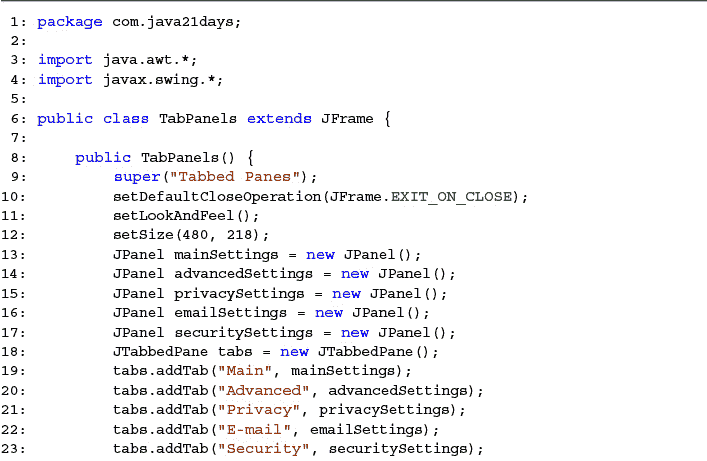 1: package com.java21days;
2:
3: import java.awt.*;
4: import javax.swing.*;
5:
6: public class TabPanels extends JFrame {
7:
8:     public TabPanels() {
9:         super("Tabbed Panes");
10:         setDefaultCloseOperation(JFrame.EXIT_ON_CLOSE);
11:         setLookAndFeel();
12:         setSize(480, 218);
13:         JPanel mainSettings = new JPanel();
14:         JPanel advancedSettings = new JPanel();
15:         JPanel privacySettings = new JPanel();
16:         JPanel emailSettings = new JPanel();
17:         JPanel securitySettings = new JPanel();
18:         JTabbedPane tabs = new JTabbedPane();
19:         tabs.addTab("Main", mainSettings);
20:         tabs.addTab("Advanced", advancedSettings);
21:         tabs.addTab("Privacy", privacySettings);
22:         tabs.addTab("E-mail", emailSettings);
23:         tabs.addTab("Security", securitySettings);